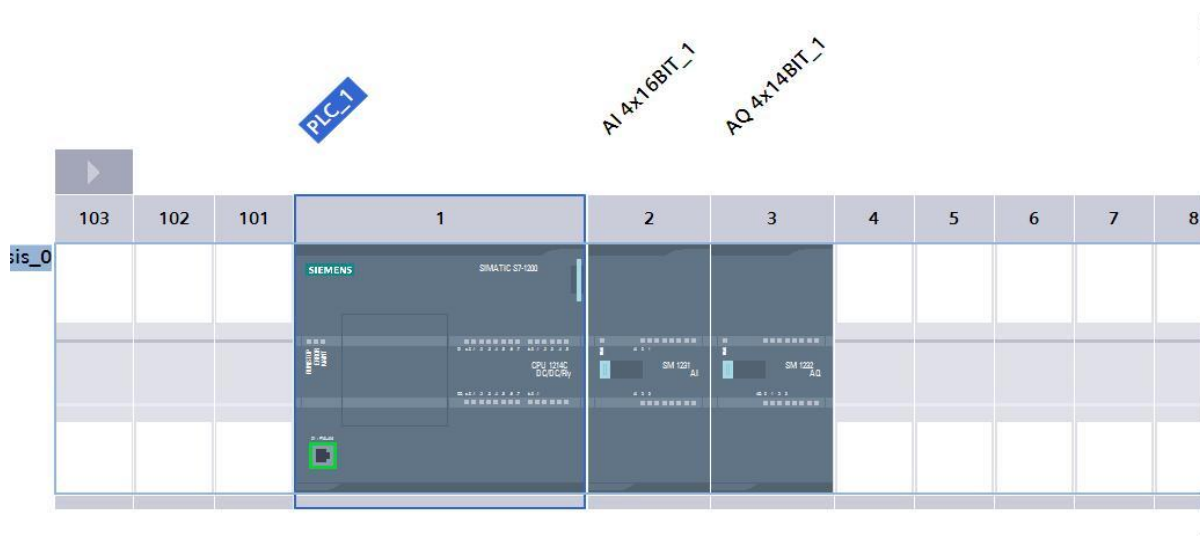 PLC_1
AI 4x16BIT_1
AQ 4x14BIT_1
103 102 101 1 2 3 4 5 6 7 8
sis_0
SIEMENS
SIMATIC S7-1200
CPU 1214C
DC/DC/Rly
SM 1231
AI
SM 1232
AQ